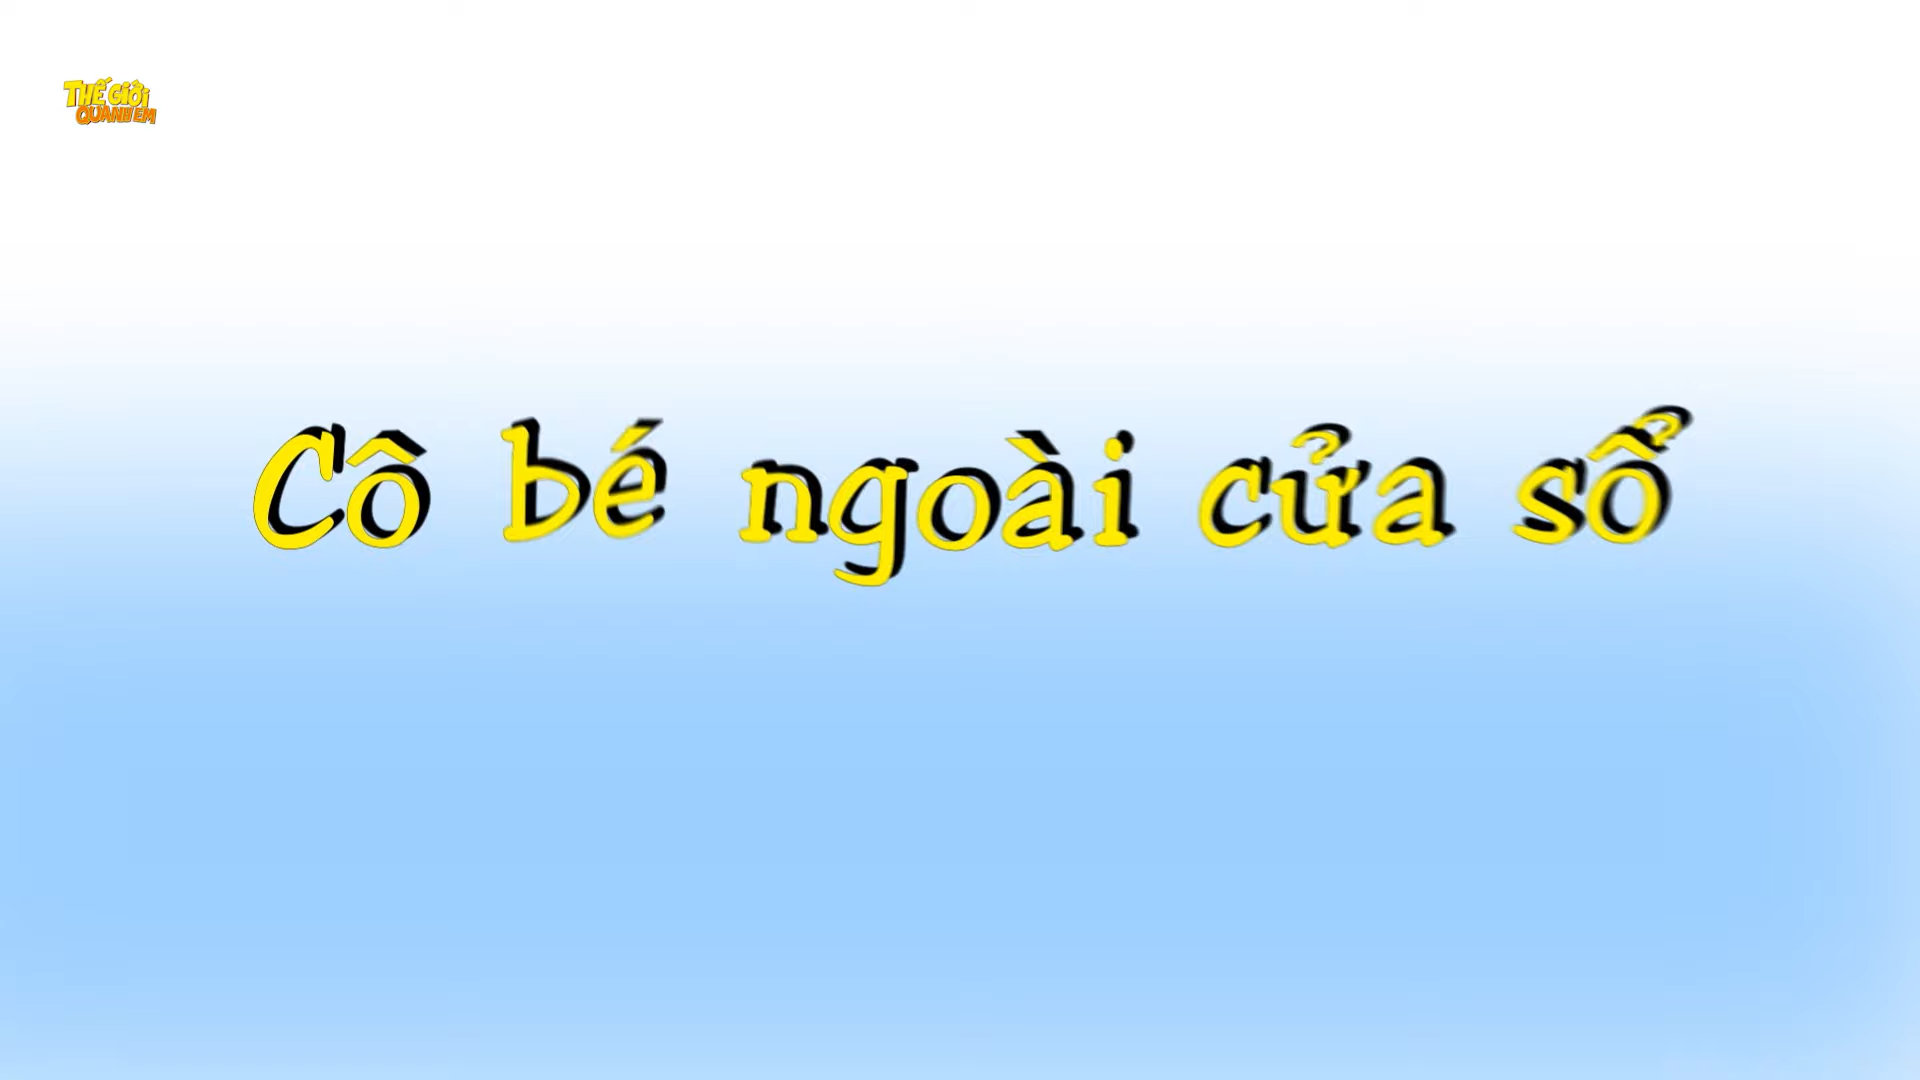 THẾ GIỚI
QUANH EM
Cô bé ngoài cửa sổ